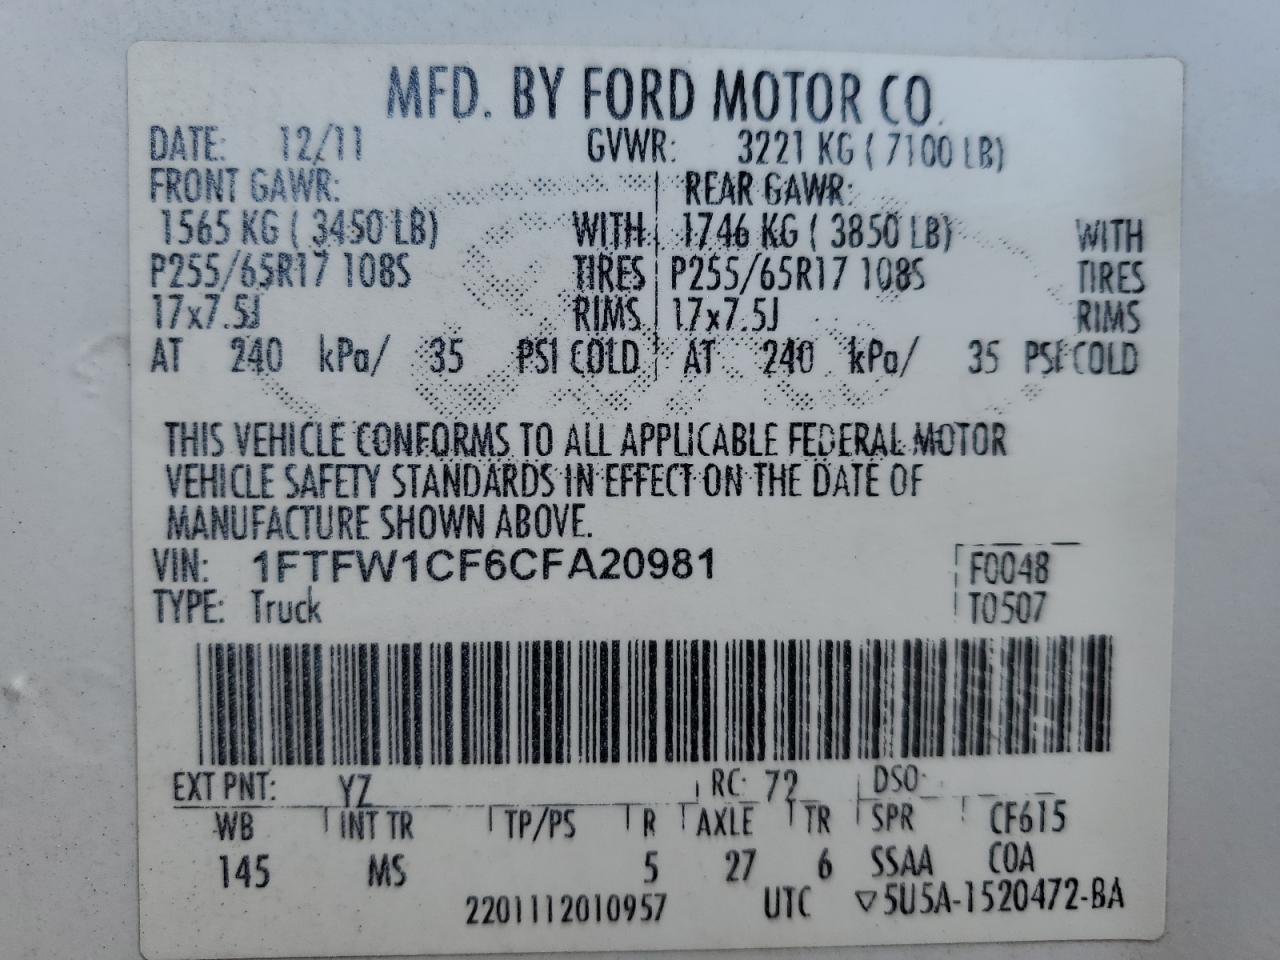 MFD. BY FORD MOTOR CO.
DATE: 12/11 GVWR: 3221 KG ( 7100 LB)
FRONT GAWR: REAR GAWR:
1565 KG ( 3450 LB) WITH 1746 KG ( 3850 LB) WITH
P255/65R17 108S TIRES P255/65R17 108S TIRES
17x7.5J RIMS 17x7.5J RIMS
AT 240 kPa/ 35 PSI COLD AT 240 kPa/ 35 PSI COLD
THIS VEHICLE CONFORMS TO ALL APPLICABLE FEDERAL MOTOR
VEHICLE SAFETY STANDARDS IN EFFECT ON THE DATE OF
MANUFACTURE SHOWN ABOVE.
VIN: 1FTFW1CF6CFA20981 F0048
TYPE: Truck T0507
EXT PNT: YZ RC: 72 DSO:
WB INT TR TP/PS R AXLE TR SPR CF615
145 MS 5 27 6 SSAA COA
2201112010957 UTC ▽5U5A-1520472-BA